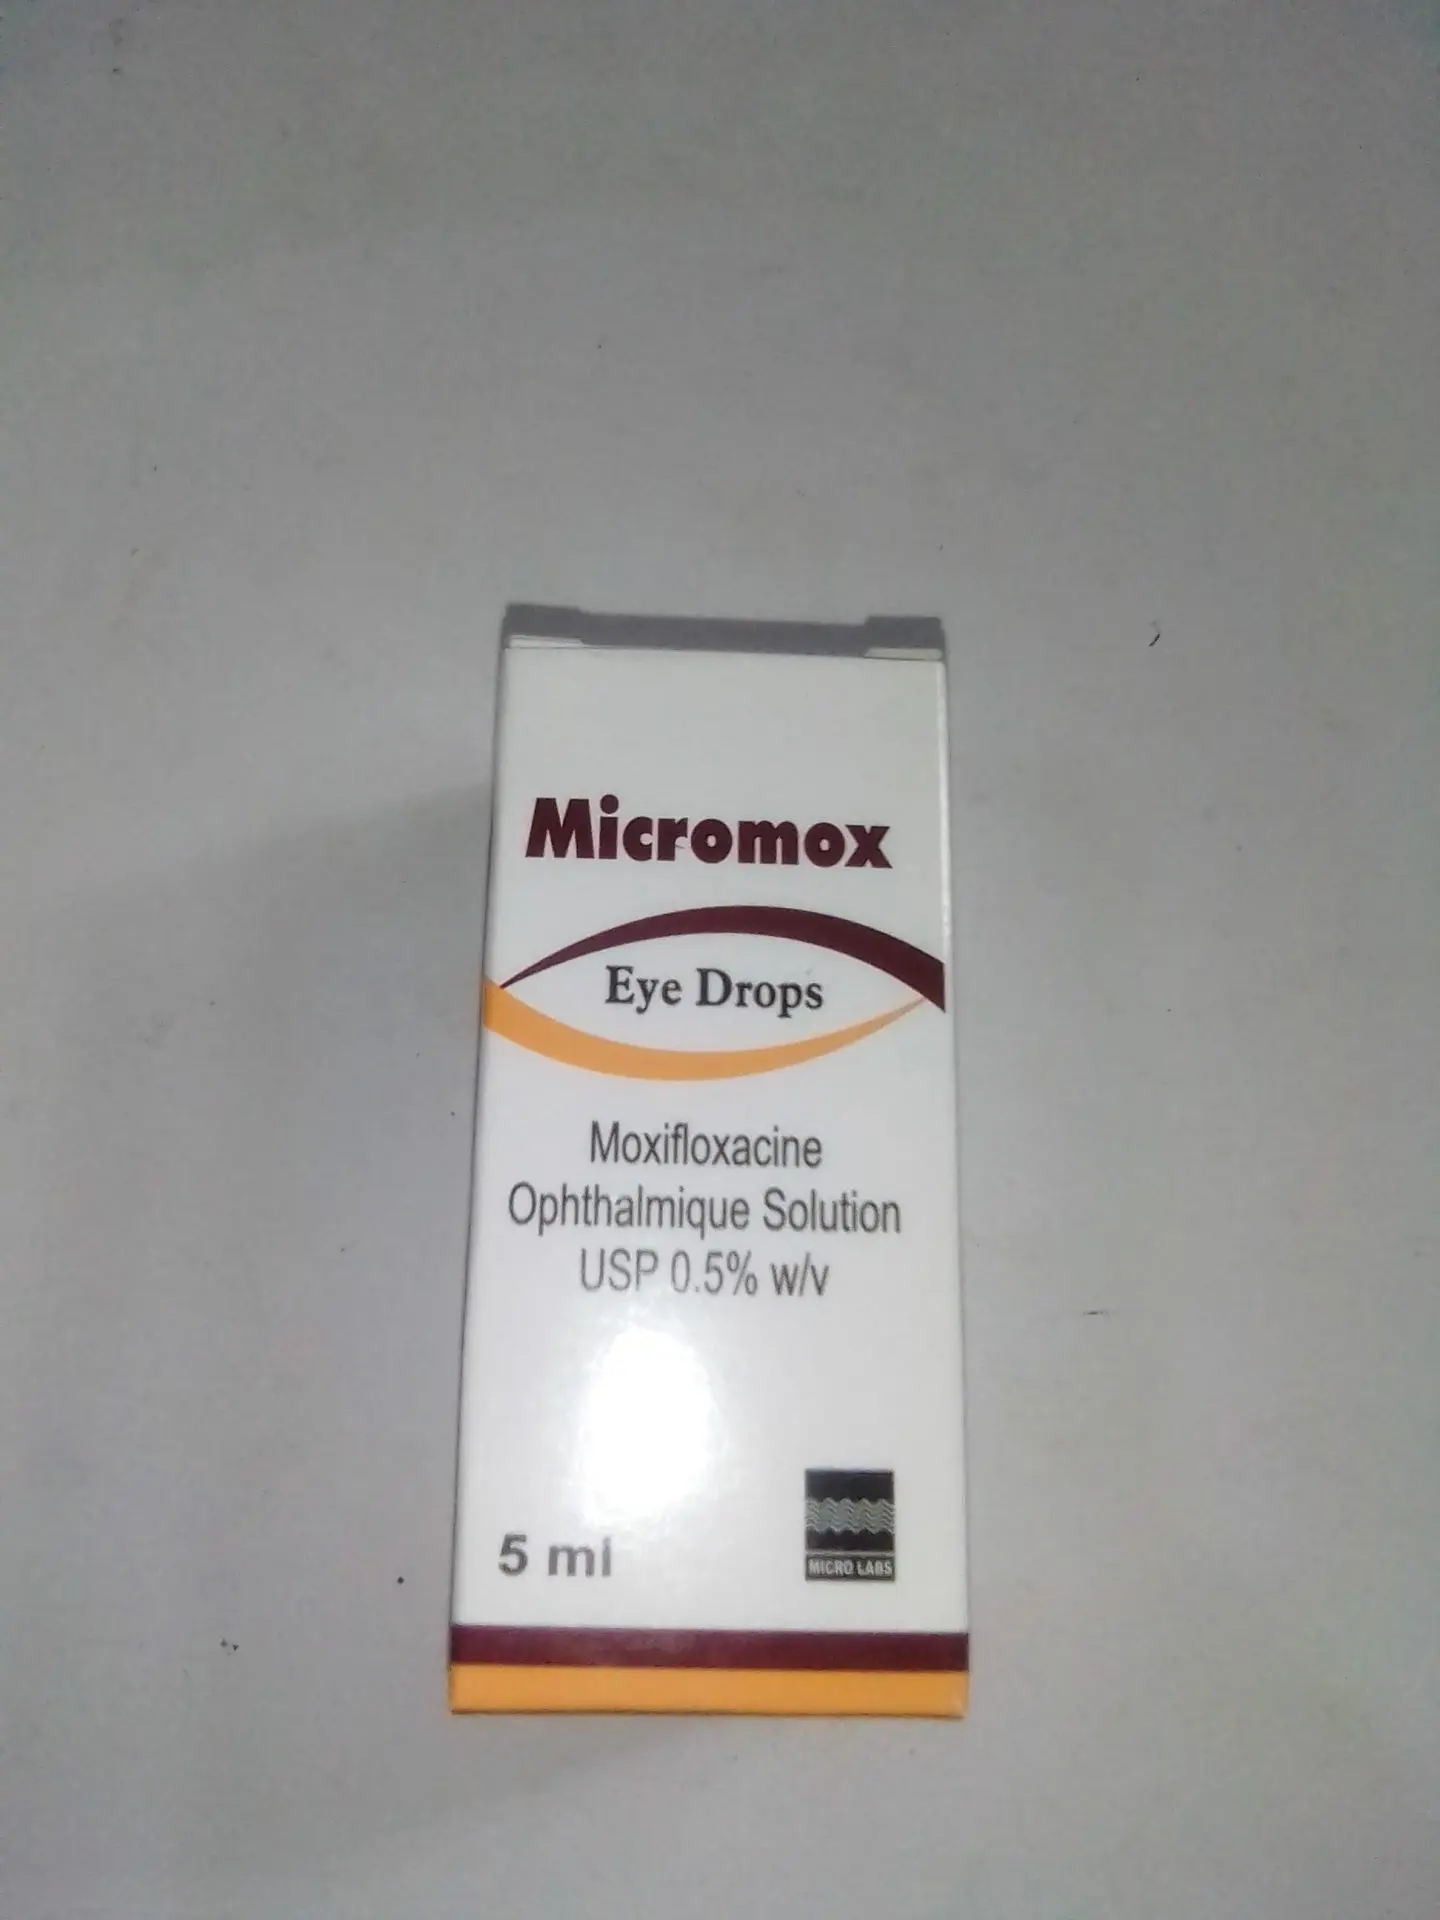 Micromox
Eye Drops
Moxifloxacine
Ophthalmique Solution
USP 0.5% w/v
5 ml
MICRO LABS